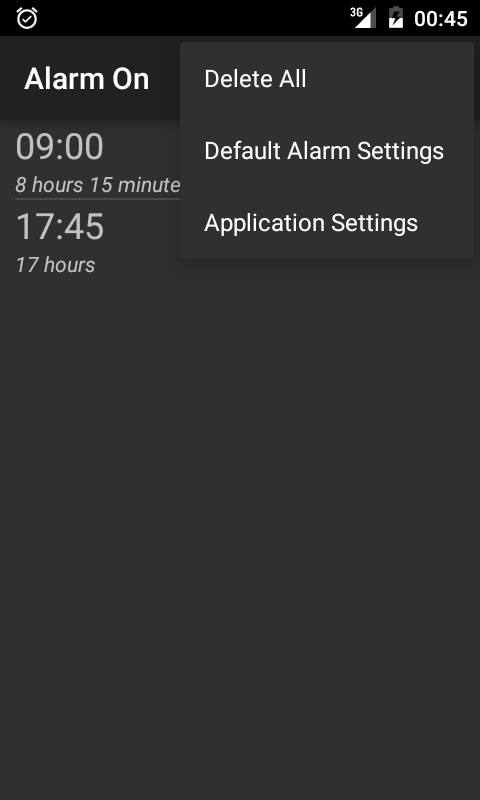 3G
00:45
Alarm On
Delete All
Default Alarm Settings
Application Settings
09:00
8 hours 15 minute
17:45
17 hours